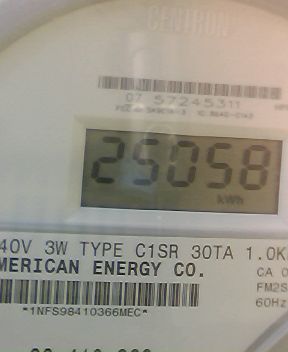 CENTRON
07 57245311
25058
kWh
40V 3W TYPE C1SR 30TA 1.0K
MERICAN ENERGY CO.
CA 0
FM2S
60Hz
*1NFS98410366MEC*